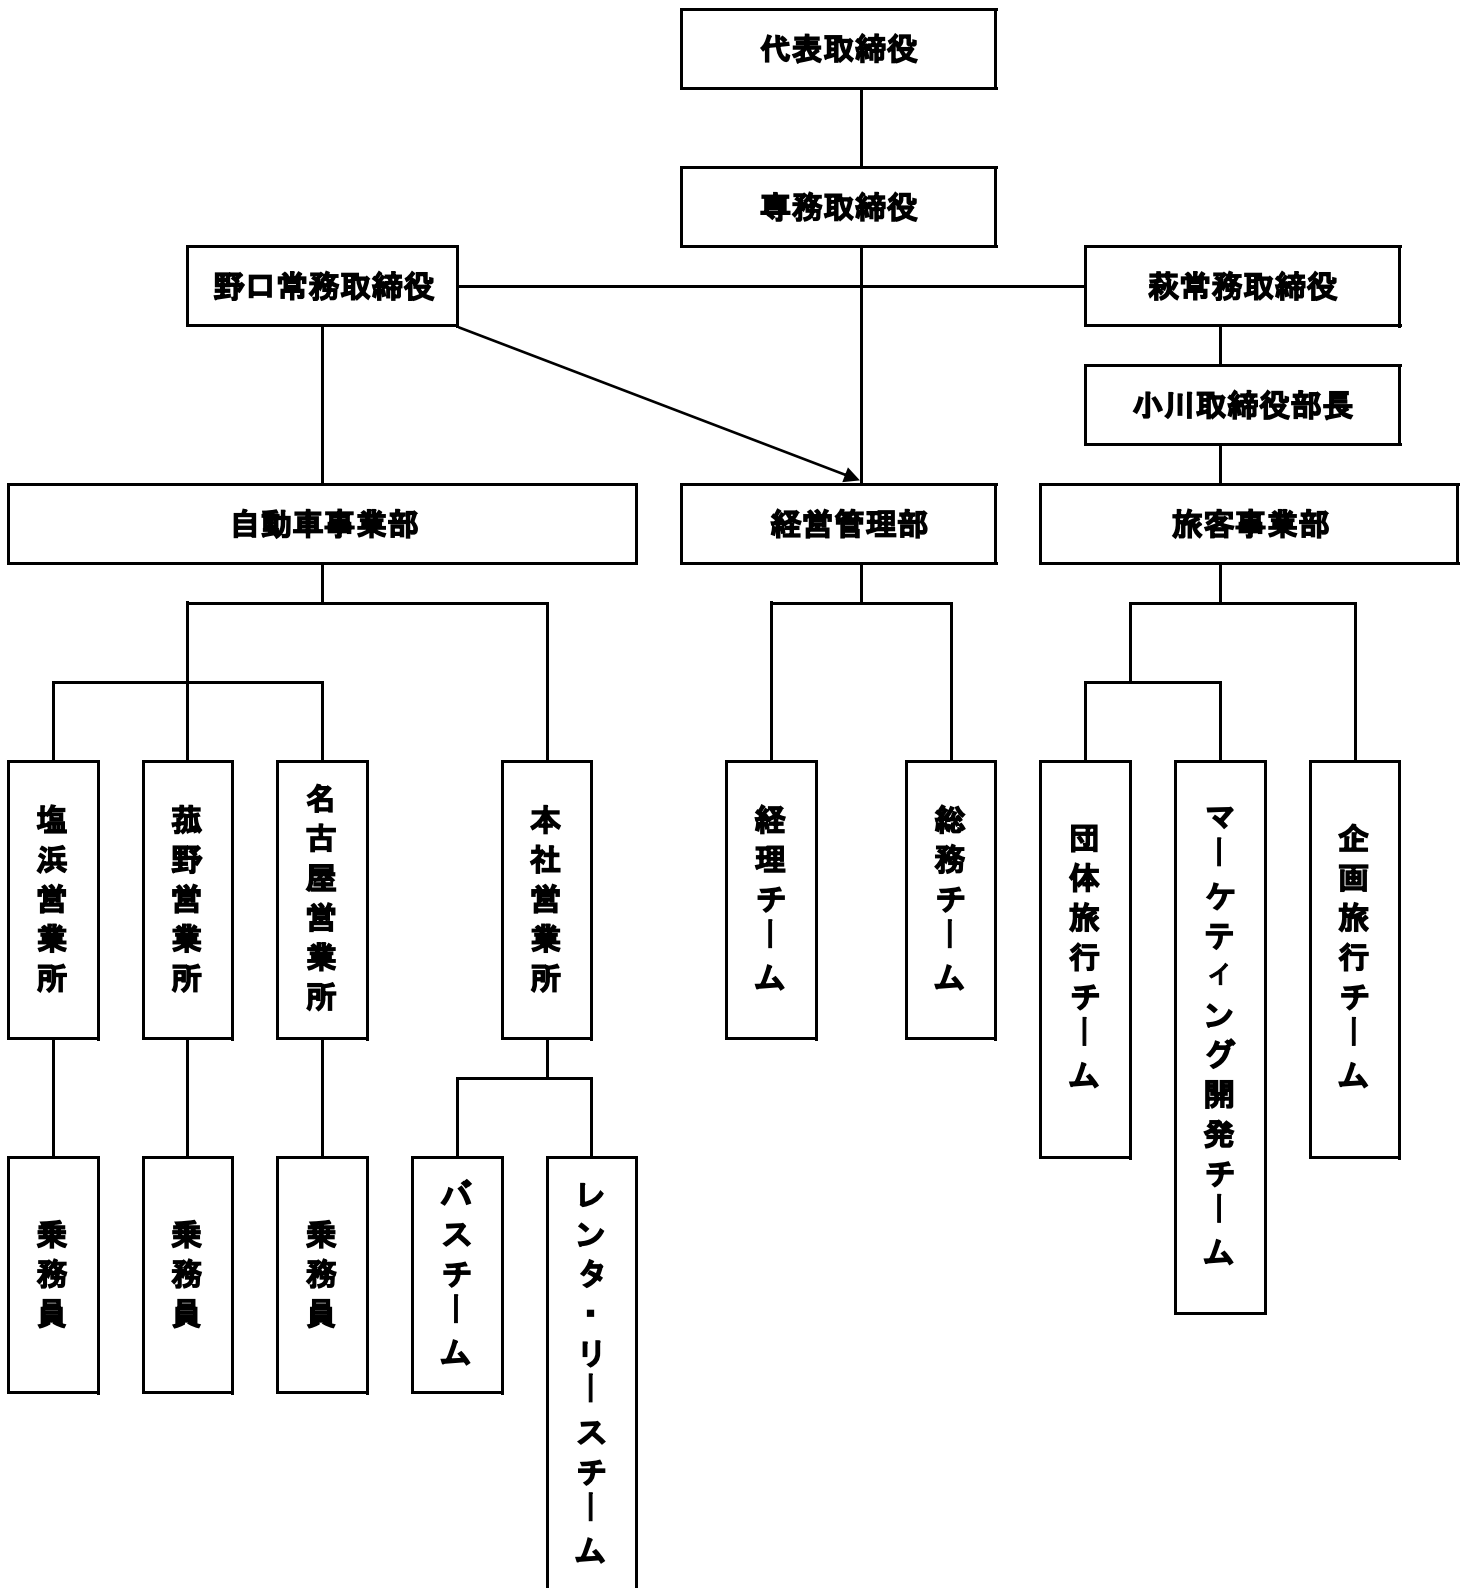 代表取締役
専務取締役
野口常務取締役
萩常務取締役
小川取締役部長
自動車事業部
経営管理部
旅客事業部
塩浜営業所
菰野営業所
名古屋営業所
本社営業所
経理チーム
総務チーム
団体旅行チーム
マーケティング開発チーム
企画旅行チーム
乗務員
乗務員
乗務員
バスチーム
レンタ・リースチーム